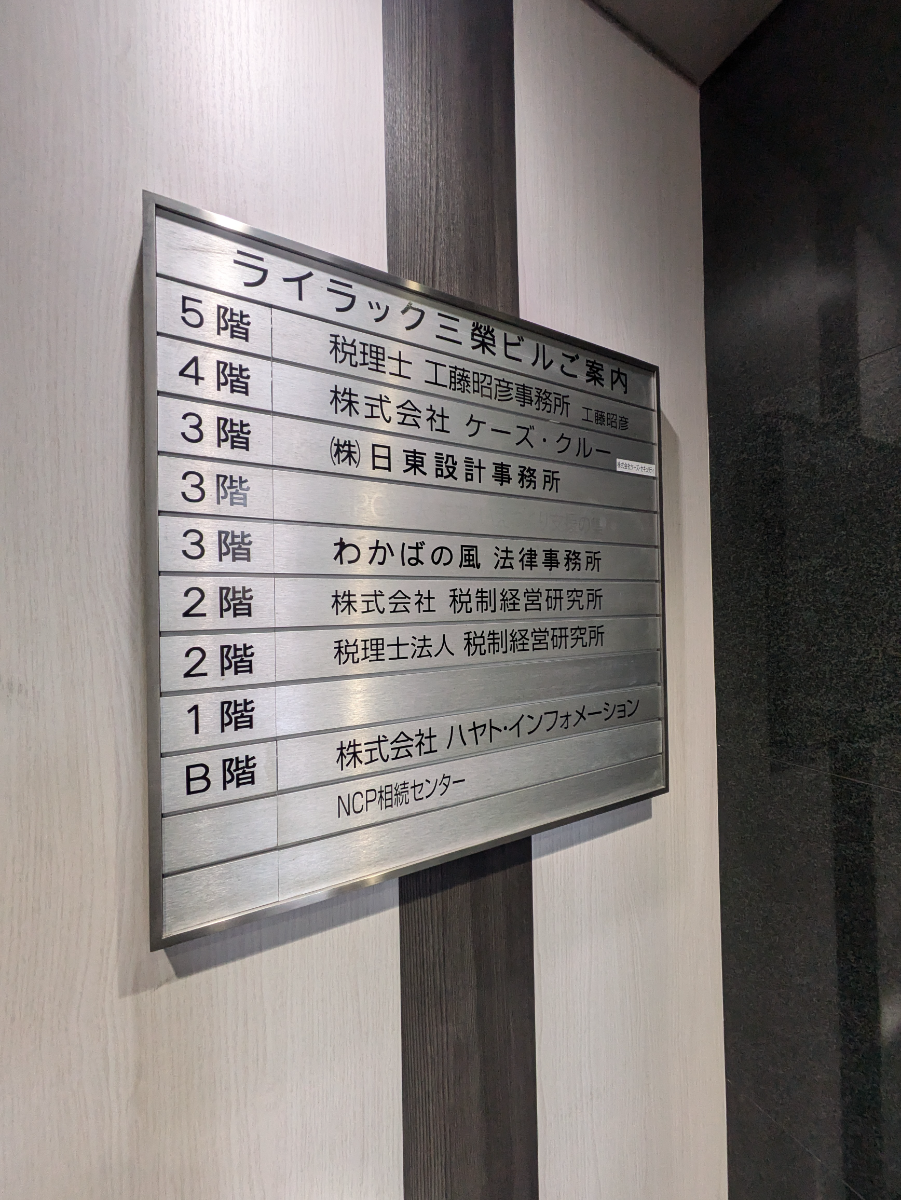 ライラック三榮ビルご案内
5階 税理士 工藤昭彦事務所 工藤昭彦
4階 株式会社 ケーズ・クルー
3階 ㈱日東設計事務所
3階
3階 わかばの風 法律事務所
2階 株式会社 税制経営研究所
2階 税理士法人 税制経営研究所
1階
B階 株式会社 ハヤト・インフォメーション
NCP相続センター